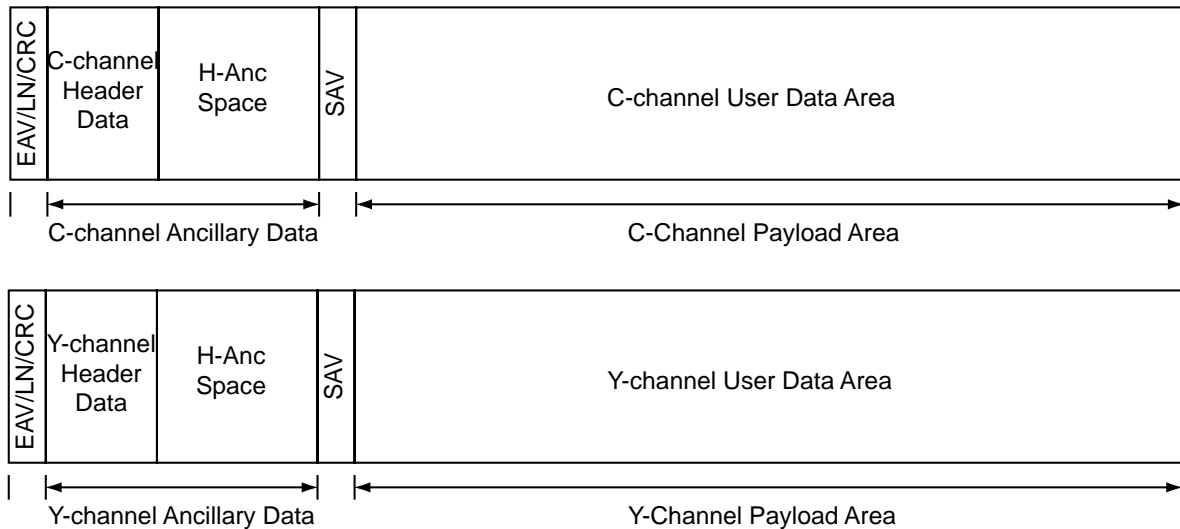 EAV/LN/CRC
C-channel
Header
Data
H-Anc
Space
SAV
C-channel User Data Area
C-channel Ancillary Data
C-Channel Payload Area
EAV/LN/CRC
Y-channel
Header
Data
H-Anc
Space
SAV
Y-channel User Data Area
Y-channel Ancillary Data
Y-Channel Payload Area